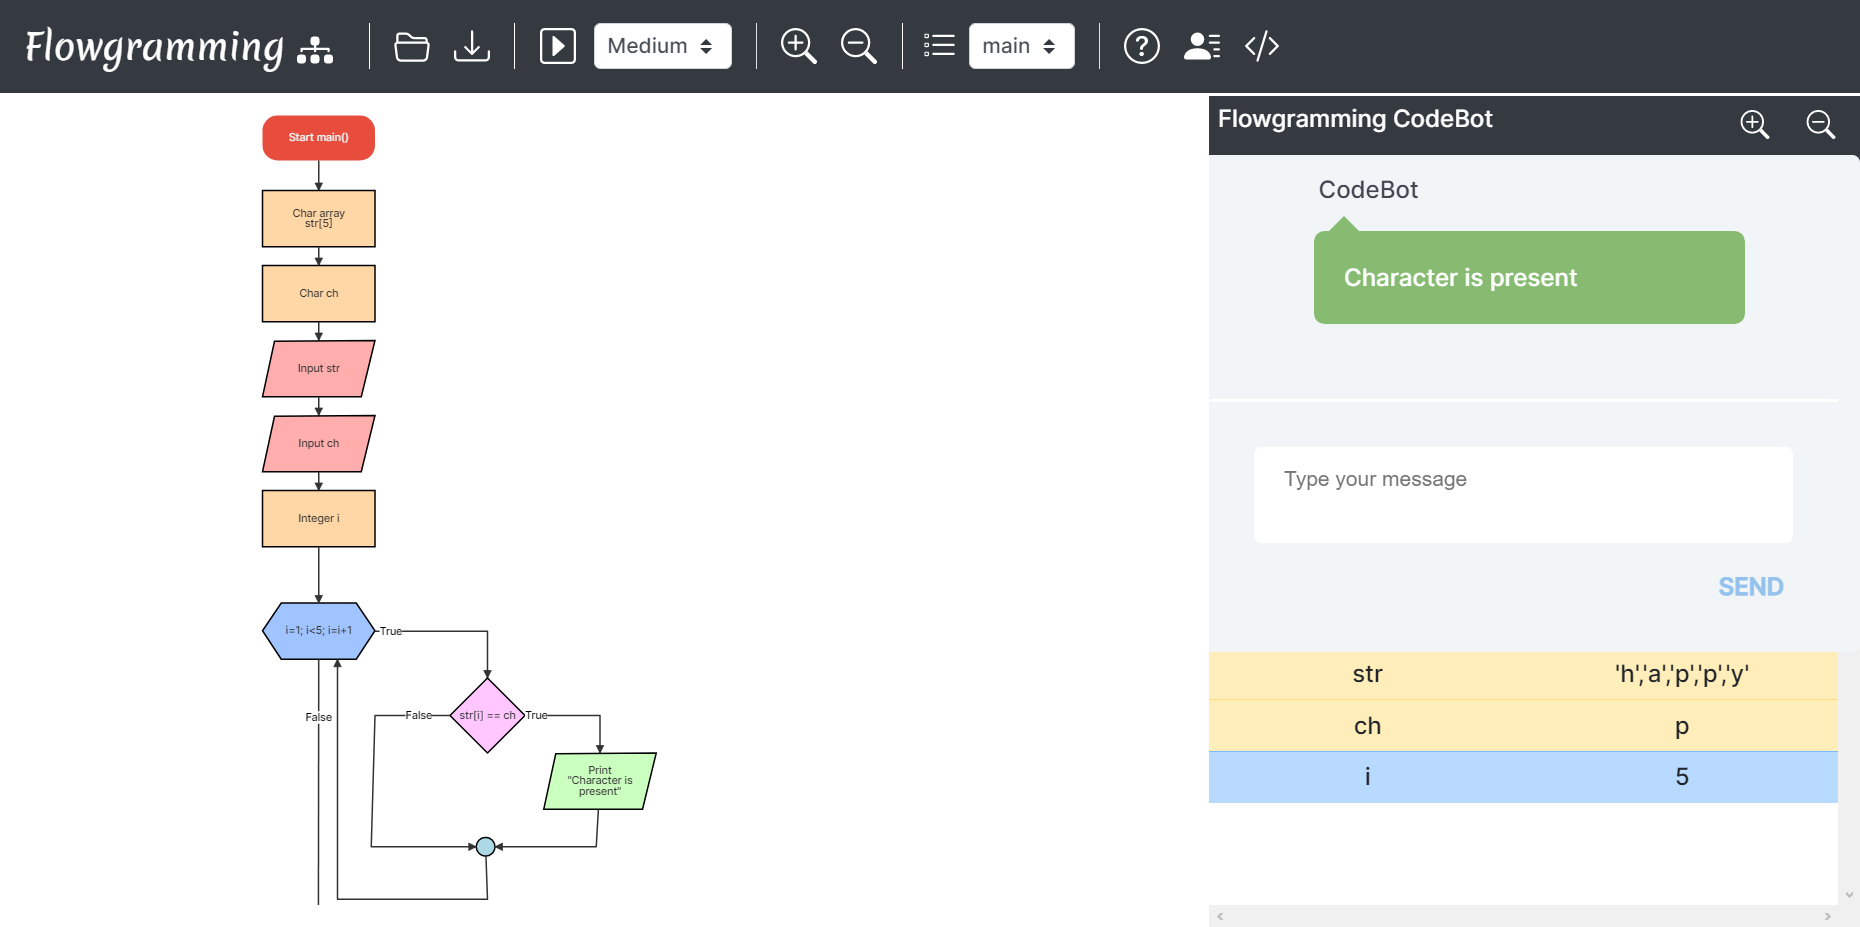 Flowgramming
Medium
main
Start main()
Char array
str[5]
Char ch
Input str
Input ch
Integer i
i=1; i<5; i=i+1
True
False
str[i] == ch
False
True
Print
"Character is
present"
Flowgramming CodeBot
CodeBot
Character is present
Type your message
SEND
str 'h','a','p','p','y'
ch p
i 5